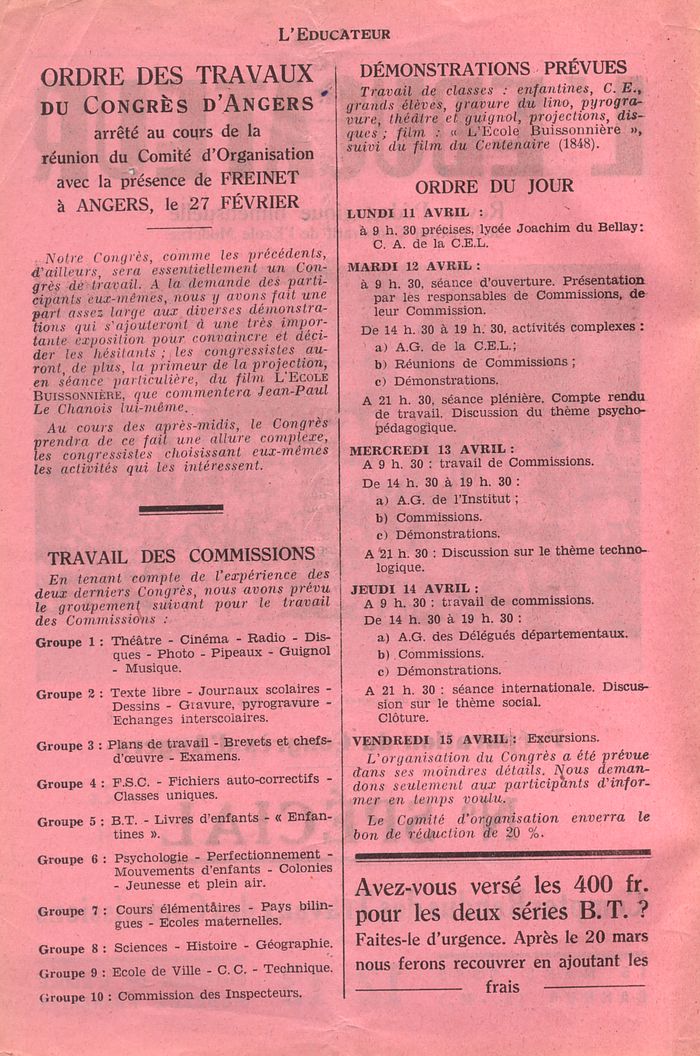 L'EDUCATEUR
ORDRE DES TRAVAUX
DU CONGRÈS D'ANGERS
arrêté au cours de la
réunion du Comité d'Organisation
avec la présence de FREINET
à ANGERS, le 27 FÉVRIER
Notre Congrès, comme les précédents,
d'ailleurs, sera essentiellement un Con-
grès de travail. A la demande des parti-
cipants eux-mêmes, nous y avons fait une
part assez large aux diverses démonstra-
tions qui s'ajouteront à une très impor-
tante exposition pour convaincre et déci-
der les hésitants ; les congressistes au-
ront, de plus, la primeur de la projection,
en séance particulière, du film L'ECOLE
BUISSONNIÈRE, que commentera Jean-Paul
Le Chanois lui-même.
Au cours des après-midis, le Congrès
prendra de ce fait une allure complexe,
les congressistes choisissant eux-mêmes
les activités qui les intéressent.
TRAVAIL DES COMMISSIONS
En tenant compte de l'expérience des
deux derniers Congrès, nous avons prévu
le groupement suivant pour le travail
des Commissions :
Groupe 1 : Théâtre - Cinéma - Radio - Dis-
ques - Photo - Pipeaux - Guignol
- Musique.
Groupe 2 : Texte libre - Journaux scolaires -
Dessins - Gravure, pyrogravure -
Echanges interscolaires.
Groupe 3 : Plans de travail - Brevets et chefs-
d'œuvre - Examens.
Groupe 4 : F.S.C. - Fichiers auto-correctifs -
Classes uniques.
Groupe 5 : B.T. - Livres d'enfants - « Enfan-
tines ».
Groupe 6 : Psychologie - Perfectionnement -
Mouvements d'enfants - Colonies
- Jeunesse et plein air.
Groupe 7 : Cours élémentaires - Pays bilin-
gues - Ecoles maternelles.
Groupe 8 : Sciences - Histoire - Géographie.
Groupe 9 : Ecole de Ville - C. C. - Technique.
Groupe 10 : Commission des Inspecteurs.
DÉMONSTRATIONS PRÉVUES
Travail de classes : enfantines, C. E.,
grands élèves, gravure du lino, pyrogra-
vure, théâtre et guignol, projections, dis-
ques ; film : « L'Ecole Buissonnière »,
suivi du film du Centenaire (1848).
ORDRE DU JOUR
LUNDI 11 AVRIL :
à 9 h. 30 précises, lycée Joachim du Bellay:
C. A. de la C.E.L.
MARDI 12 AVRIL :
à 9 h. 30, séance d'ouverture. Présentation
par les responsables de Commissions, de
leur Commission.
De 14 h. 30 à 19 h. 30, activités complexes :
a) A.G. de la C.E.L.;
b) Réunions de Commissions ;
c) Démonstrations.
A 21 h. 30, séance plénière. Compte rendu
de travail. Discussion du thème psycho-
pédagogique.
MERCREDI 13 AVRIL :
A 9 h. 30 : travail de Commissions.
De 14 h. 30 à 19 h. 30 :
a) A.G. de l'Institut ;
b) Commissions.
c) Démonstrations.
A 21 h. 30 : Discussion sur le thème techno-
logique.
JEUDI 14 AVRIL :
A 9 h. 30 : travail de commissions.
De 14 h. 30 à 19 h. 30 :
a) A.G. des Délégués départementaux.
b) Commissions.
c) Démonstrations.
A 21 h. 30 : séance internationale. Discus-
sion sur le thème social.
Clôture.
VENDREDI 15 AVRIL : Excursions.
L'organisation du Congrès a été prévue
dans ses moindres détails. Nous deman-
dons seulement aux participants d'infor-
mer en temps voulu.
Le Comité d'organisation enverra le
bon de réduction de 20 %.
Avez-vous versé les 400 fr.
pour les deux séries B.T. ?
Faites-le d'urgence. Après le 20 mars
nous ferons recouvrer en ajoutant les
frais